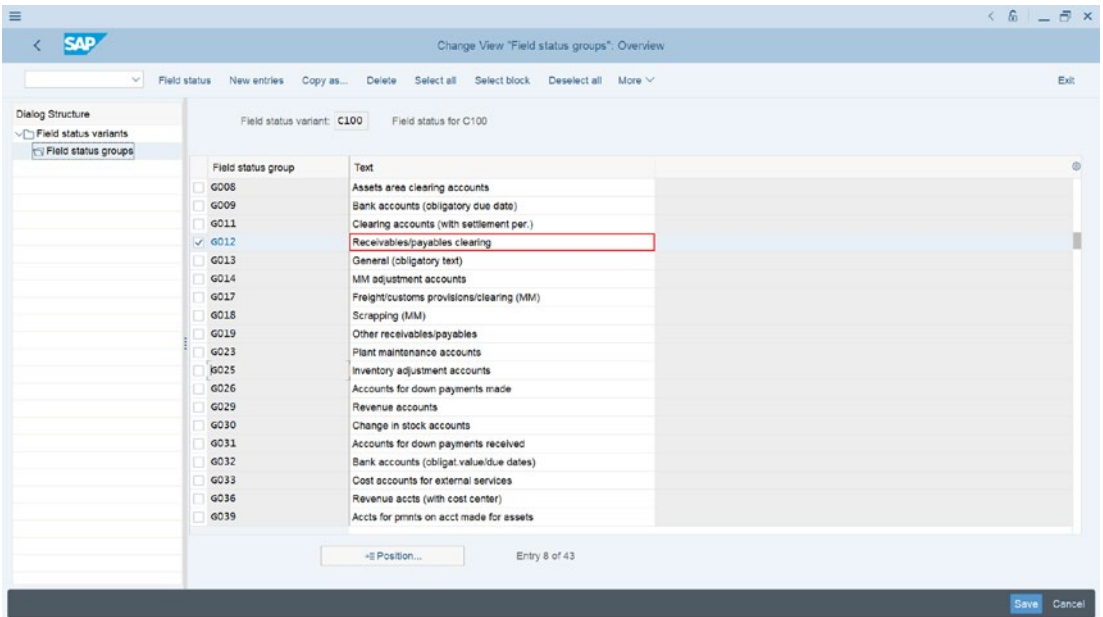 SAP
Change View "Field status groups": Overview
Field status New entries Copy as... Delete Select all Select block Deselect all More Exit
Dialog Structure
Field status variants
Field status groups
Field status variant: C100 Field status for C100
Field status group Text
G008 Assets area clearing accounts
G009 Bank accounts (obligatory due date)
G011 Clearing accounts (with settlement per.)
G012 Receivables/payables clearing
G013 General (obligatory text)
G014 MM adjustment accounts
G017 Freight/customs provisions/clearing (MM)
G018 Scrapping (MM)
G019 Other receivables/payables
G023 Plant maintenance accounts
G025 Inventory adjustment accounts
G026 Accounts for down payments made
G029 Revenue accounts
G030 Change in stock accounts
G031 Accounts for down payments received
G032 Bank accounts (obligat.value/due dates)
G033 Cost accounts for external services
G036 Revenue accts (with cost center)
G039 Accts for pmnts on acct made for assets
Position... Entry 8 of 43
Save Cancel